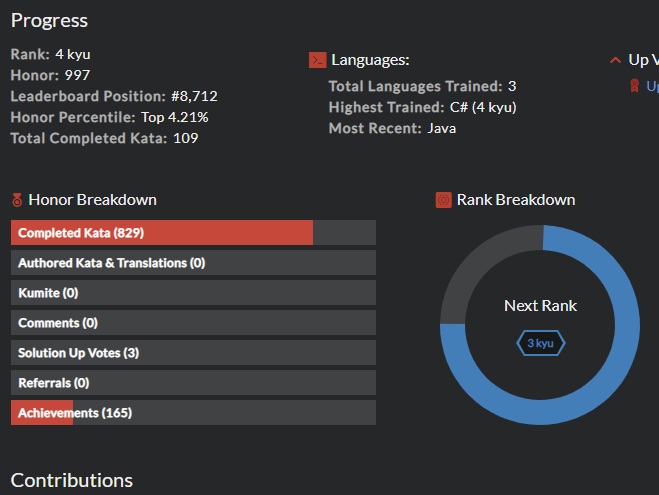 Progress
Rank: 4 kyu
Honor: 997
Leaderboard Position: #8,712
Honor Percentile: Top 4.21%
Total Completed Kata: 109
Languages:
Total Languages Trained: 3
Highest Trained: C# (4 kyu)
Most Recent: Java
Up V
Up
Honor Breakdown
Completed Kata (829)
Authored Kata & Translations (0)
Kumite (0)
Comments (0)
Solution Up Votes (3)
Referrals (0)
Achievements (165)
Rank Breakdown
Next Rank
3 kyu
Contributions